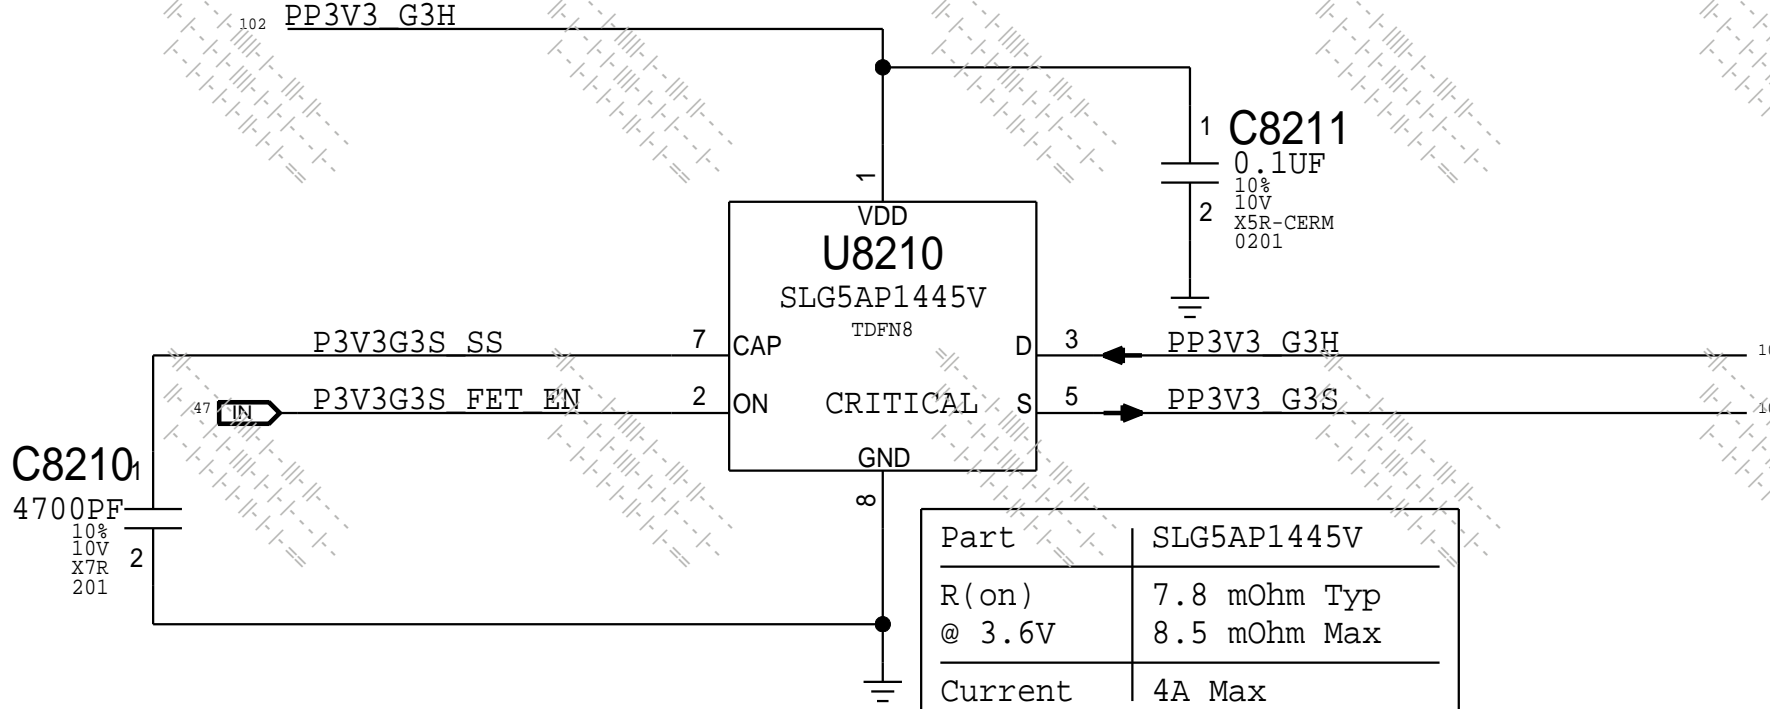 102 PP3V3_G3H
1 C8211
0.1UF
10%
10V
2 X5R-CERM
0201
1
VDD
U8210
SLG5AP1445V
TDFN8
P3V3G3S_SS 7 CAP D 3 PP3V3_G3H
47 IN P3V3G3S_FET_EN 2 ON CRITICAL S 5 PP3V3_G3S
GND
8
C8210 1
4700PF
10%
10V
X7R 2
201
Part SLG5AP1445V
R(on) 7.8 mOhm Typ
@ 3.6V 8.5 mOhm Max
Current 4A Max